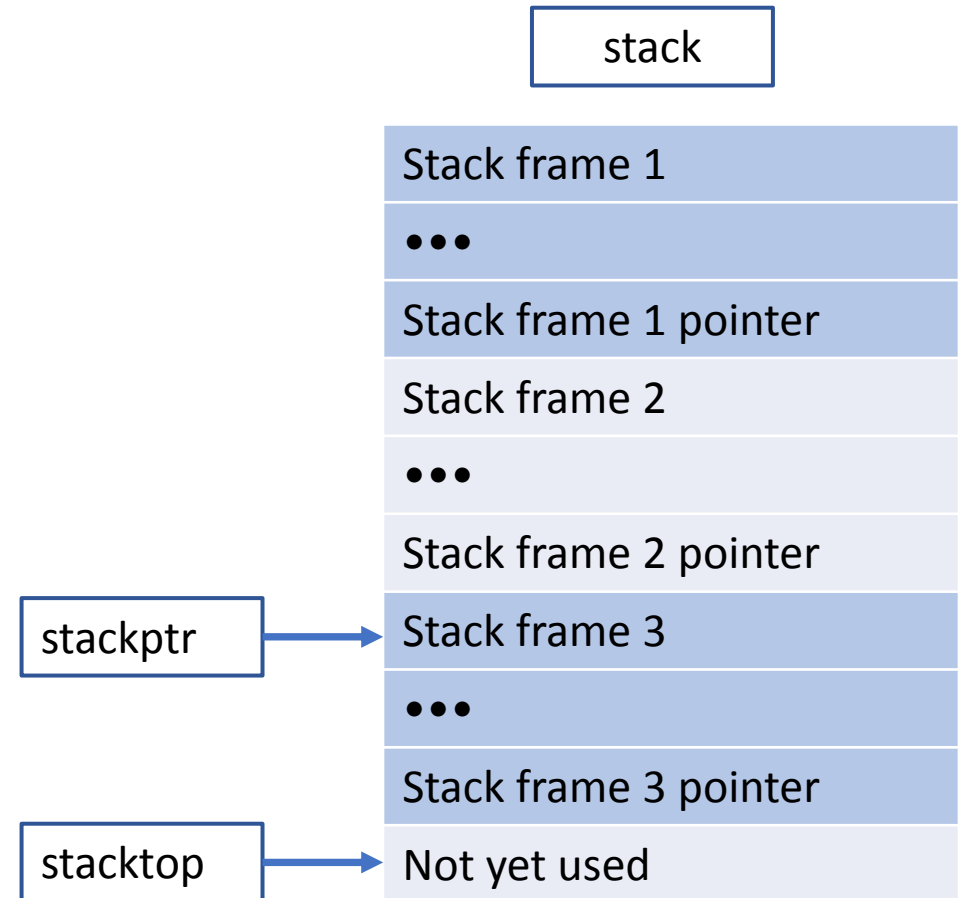 stack
Stack frame 1
•••
Stack frame 1 pointer
Stack frame 2
•••
Stack frame 2 pointer
stackptr
Stack frame 3
•••
Stack frame 3 pointer
stacktop
Not yet used